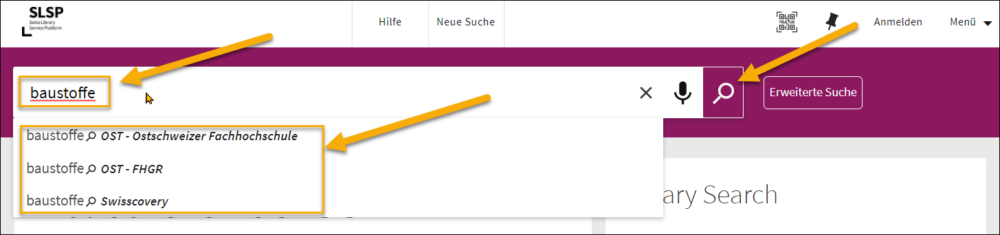 SLSP
Swiss Library
Service Platform
Hilfe
Neue Suche
Anmelden
Menü
baustoffe
Erweiterte Suche
baustoffe OST - Ostschweizer Fachhochschule
baustoffe OST - FHGR
baustoffe Swisscovery
ary Search